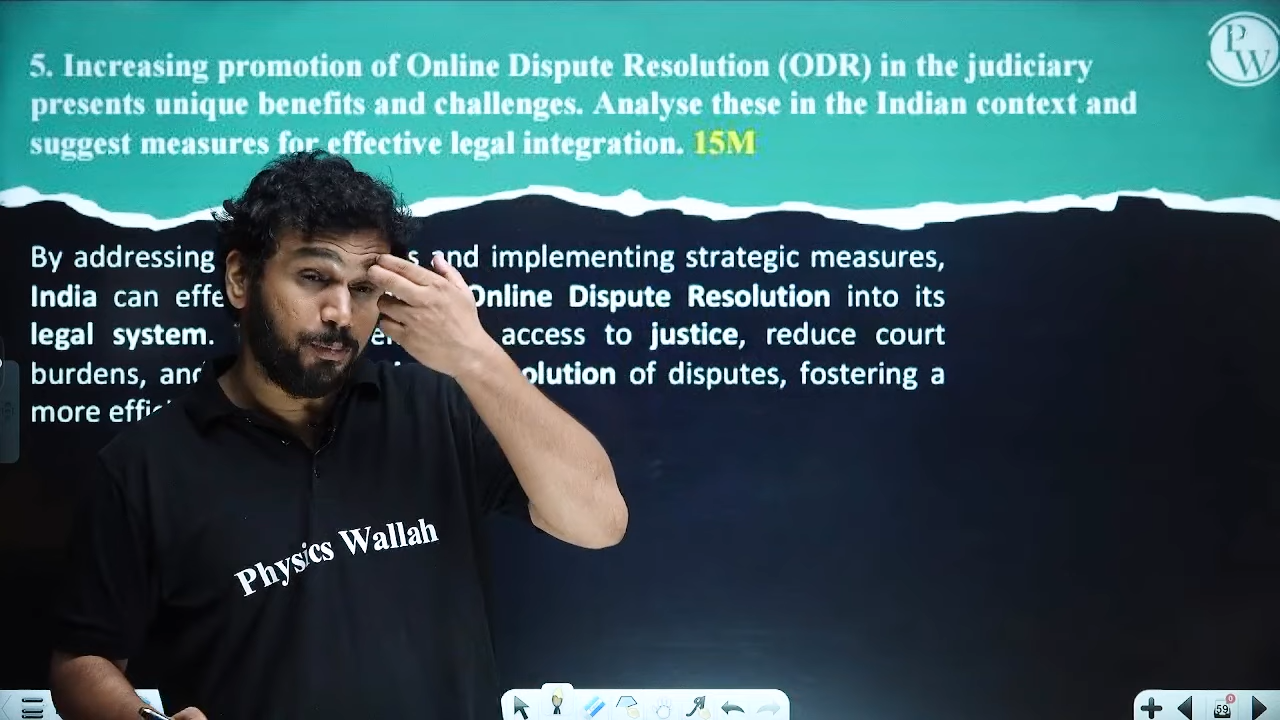 5. Increasing promotion of Online Dispute Resolution (ODR) in the judiciary
presents unique benefits and challenges. Analyse these in the Indian context and
suggest measures for effective legal integration. 15M
PW
By addressing s and implementing strategic measures,
India can effe Online Dispute Resolution into its
legal system. access to justice, reduce court
burdens, and olution of disputes, fostering a
more effic
Physics Wallah
59